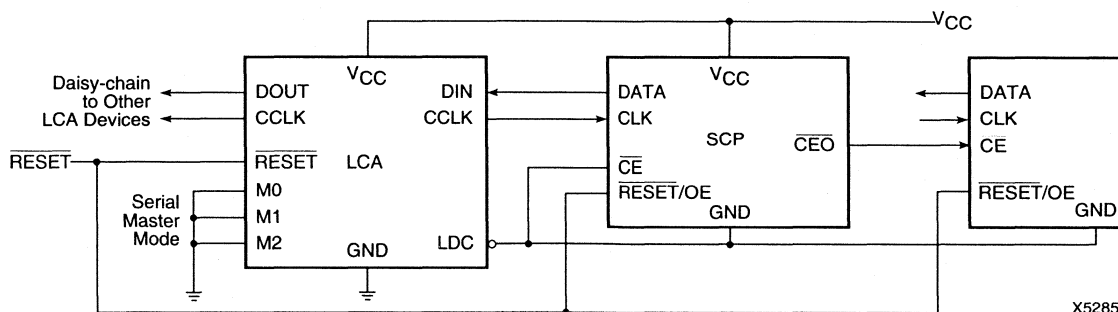 VCC
VCC
DOUT
CCLK
RESET
M0
M1
M2
LCA
DIN
CCLK
LDC
GND
Daisy-chain
to Other
LCA Devices
RESET
Serial
Master
Mode
VCC
DATA
CLK
SCP
CEO
CE
RESET/OE
GND
DATA
CLK
CE
RESET/OE
GND
X5285